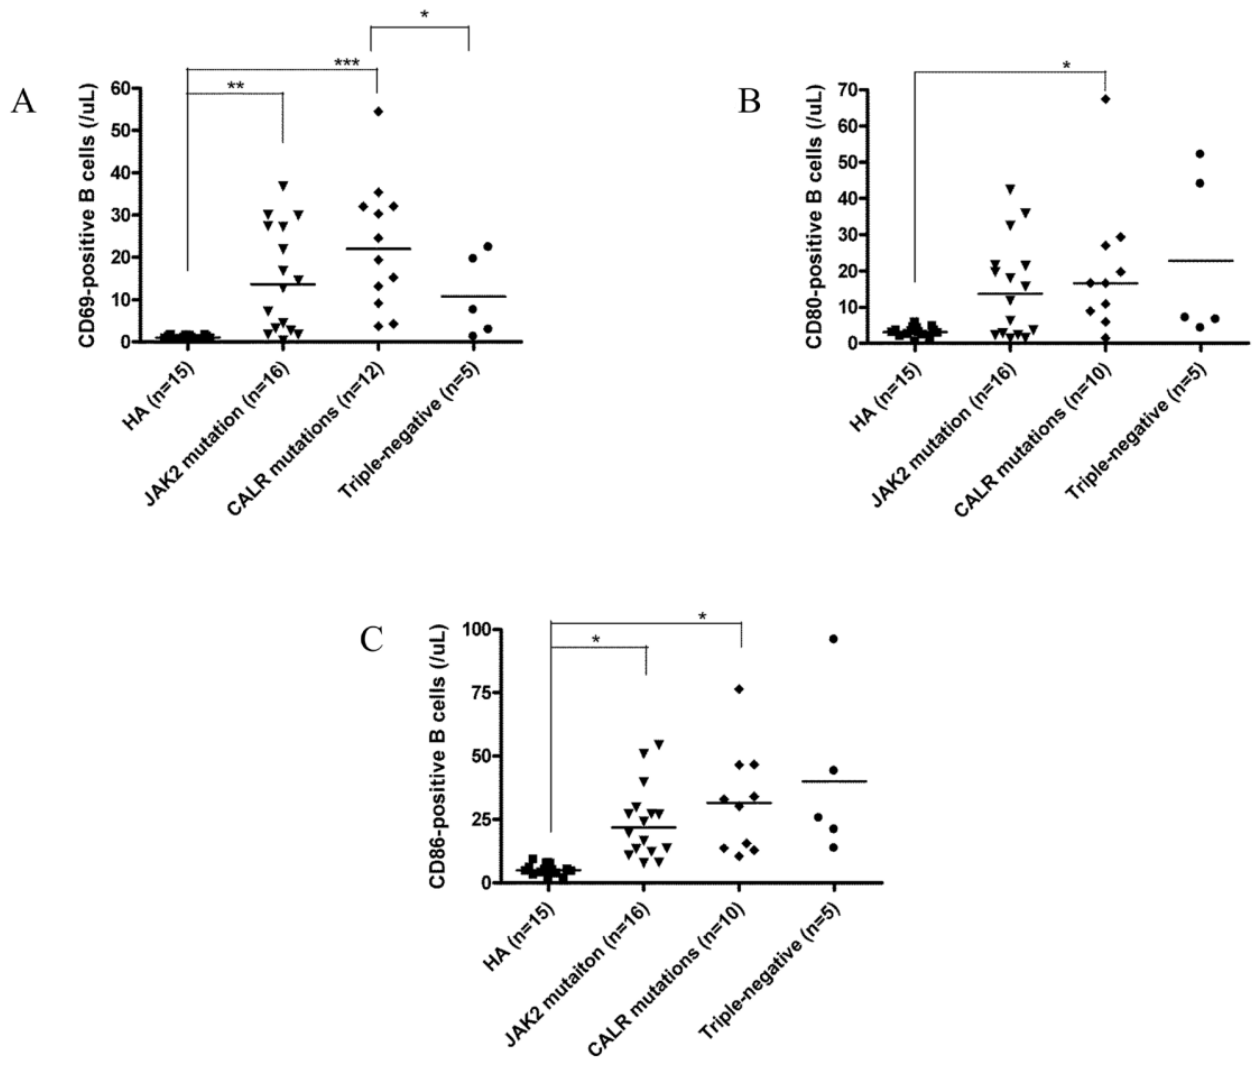 *
***
**
A
CD69-positive B cells (/uL)
60
50
40
30
20
10
0
HA (n=15)
JAK2 mutation (n=16)
CALR mutations (n=12)
Triple-negative (n=5)
B
*
CD80-positive B cells (/uL)
70
60
50
40
30
20
10
0
HA (n=15)
JAK2 mutation (n=16)
CALR mutations (n=10)
Triple-negative (n=5)
C
*
*
CD86-positive B cells (/uL)
100
75
50
25
0
HA (n=15)
JAK2 mutaiton (n=16)
CALR mutations (n=10)
Triple-negative (n=5)